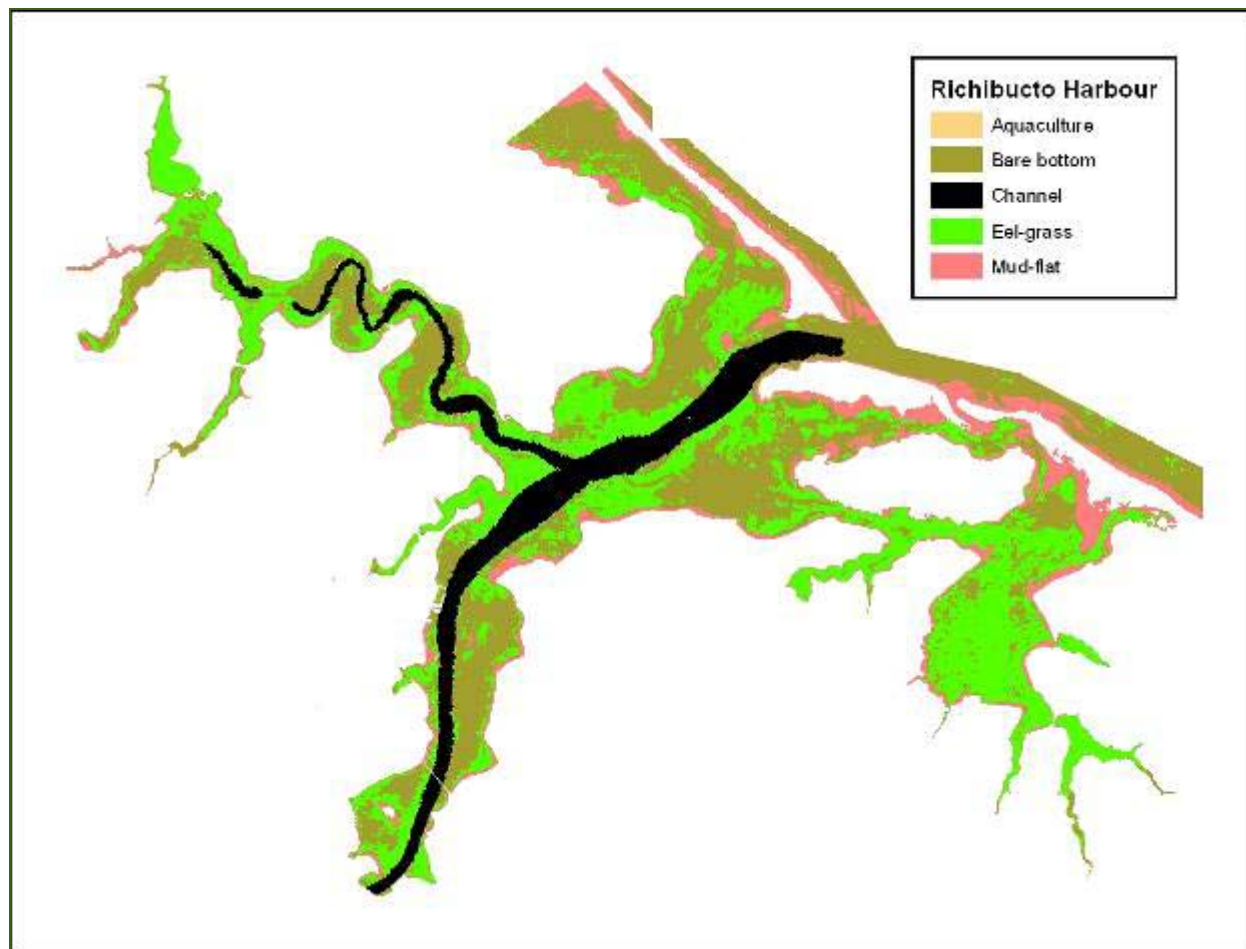 Richibucto Harbour
Aquaculture
Bare bottom
Channel
Eel-grass
Mud-flat